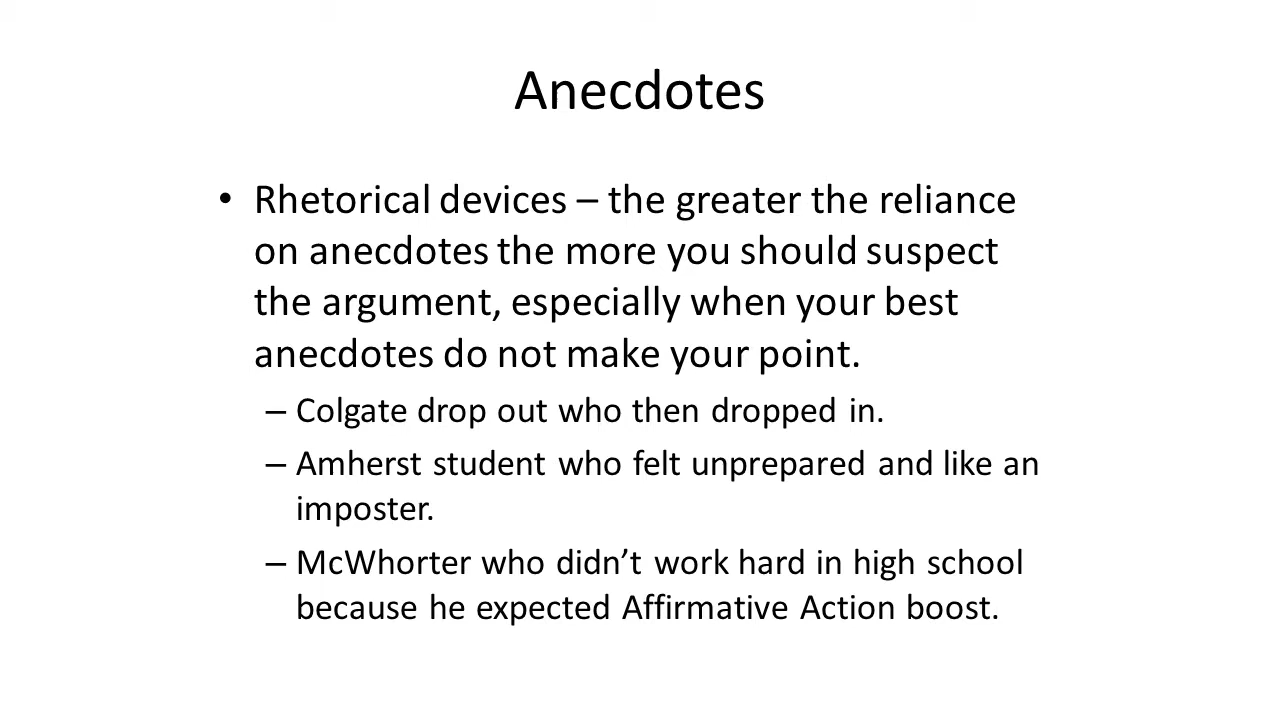 Anecdotes
• Rhetorical devices – the greater the reliance
on anecdotes the more you should suspect
the argument, especially when your best
anecdotes do not make your point.
– Colgate drop out who then dropped in.
– Amherst student who felt unprepared and like an
imposter.
– McWhorter who didn’t work hard in high school
because he expected Affirmative Action boost.